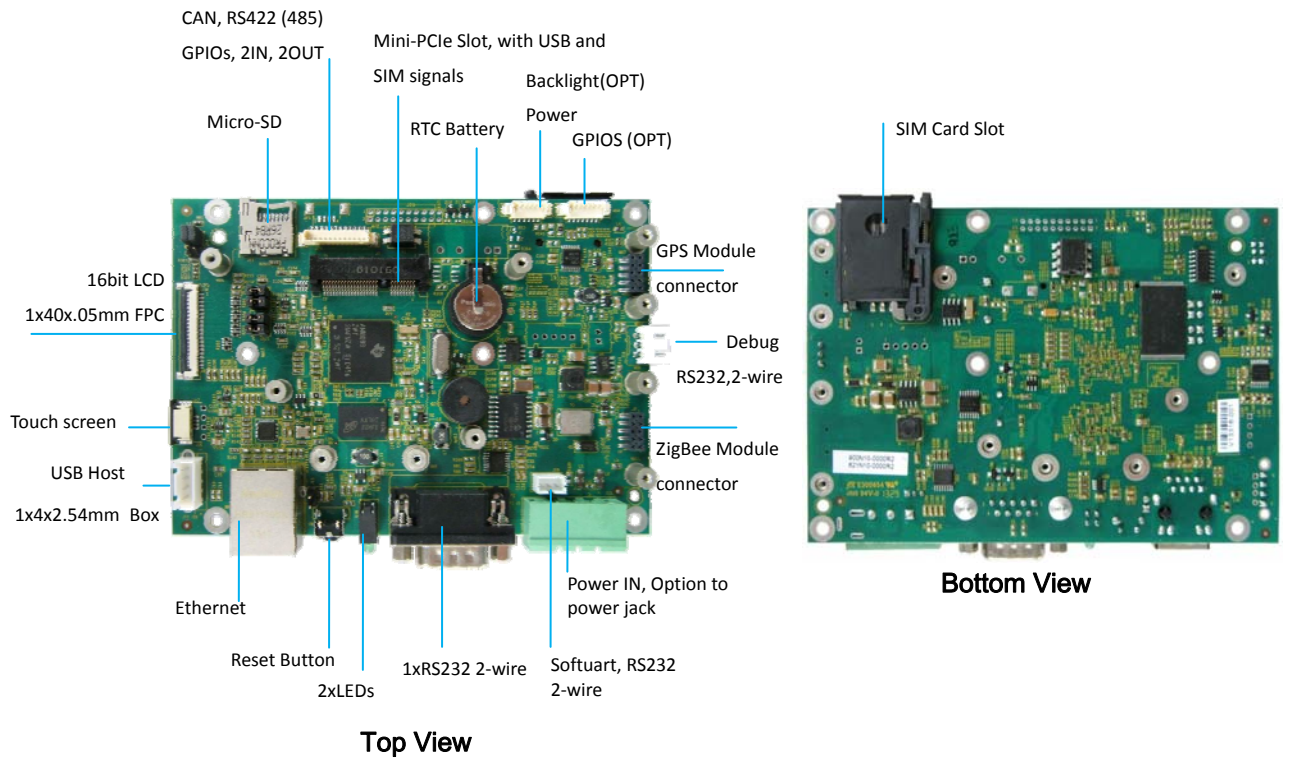 CAN, RS422 (485)
GPIOs, 2IN, 2OUT
Mini-PCIe Slot, with USB and
SIM signals
Backlight(OPT)
Power
Micro-SD
RTC Battery
GPIOS (OPT)
SIM Card Slot
16bit LCD
1x40x.05mm FPC
GPS Module
connector
Debug
RS232,2-wire
Touch screen
USB Host
1x4x2.54mm Box
ZigBee Module
connector
Ethernet
Reset Button
2xLEDs
1xRS232 2-wire
Softuart, RS232
2-wire
Power IN, Option to
power jack
Top View
Bottom View